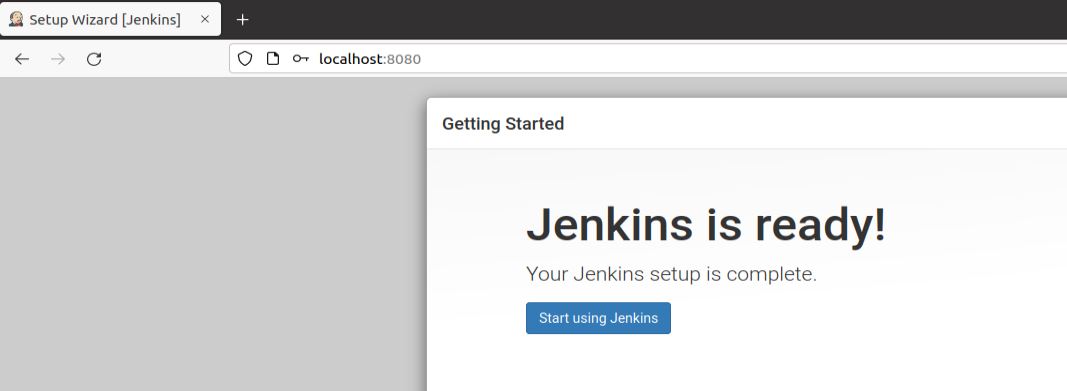 Setup Wizard [Jenkins]
localhost:8080
Getting Started
Jenkins is ready!
Your Jenkins setup is complete.
Start using Jenkins